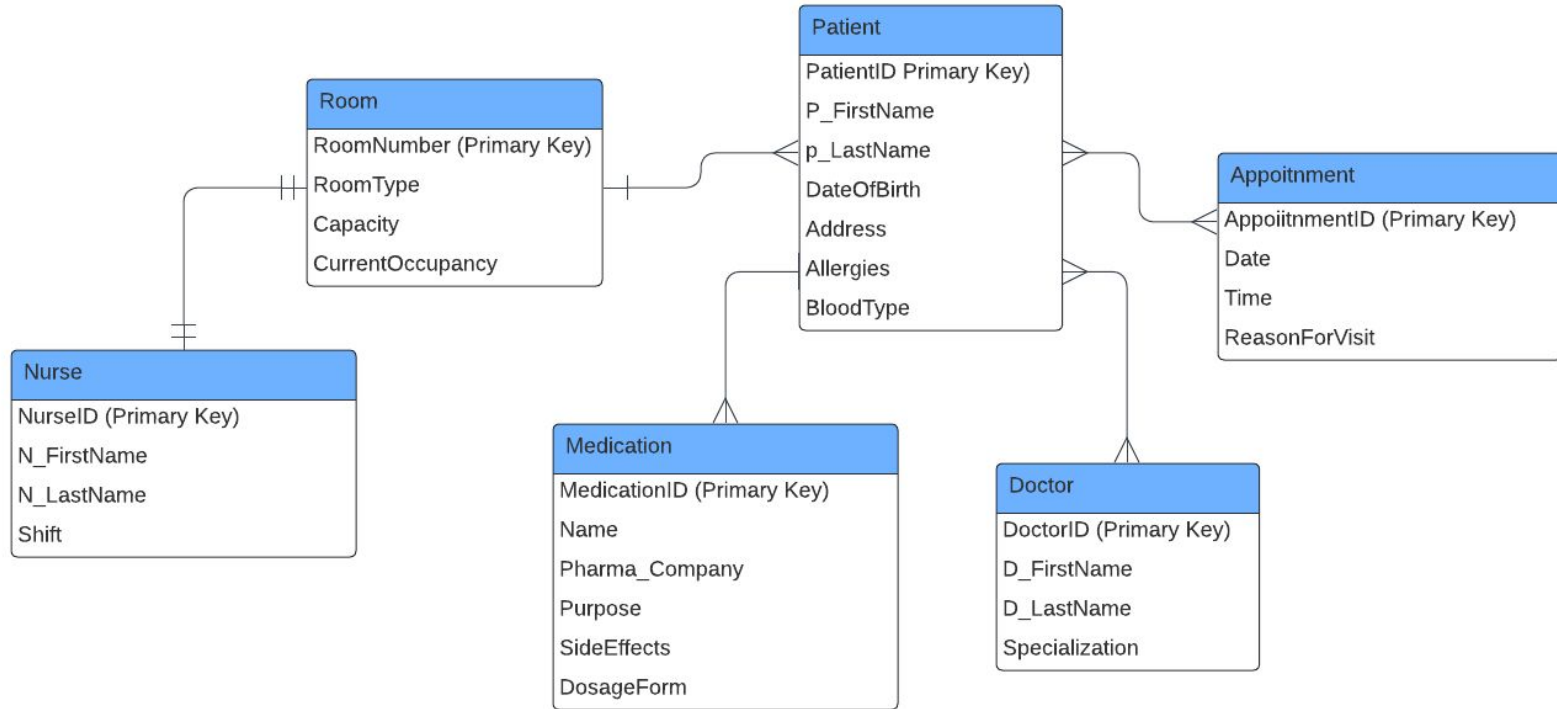 Patient
PatientID Primary Key)
P_FirstName
p_LastName
DateOfBirth
Address
Allergies
BloodType
Room
RoomNumber (Primary Key)
RoomType
Capacity
CurrentOccupancy
Appoitnment
AppoiitnmentID (Primary Key)
Date
Time
ReasonForVisit
Nurse
NurseID (Primary Key)
N_FirstName
N_LastName
Shift
Medication
MedicationID (Primary Key)
Name
Pharma_Company
Purpose
SideEffects
DosageForm
Doctor
DoctorID (Primary Key)
D_FirstName
D_LastName
Specialization